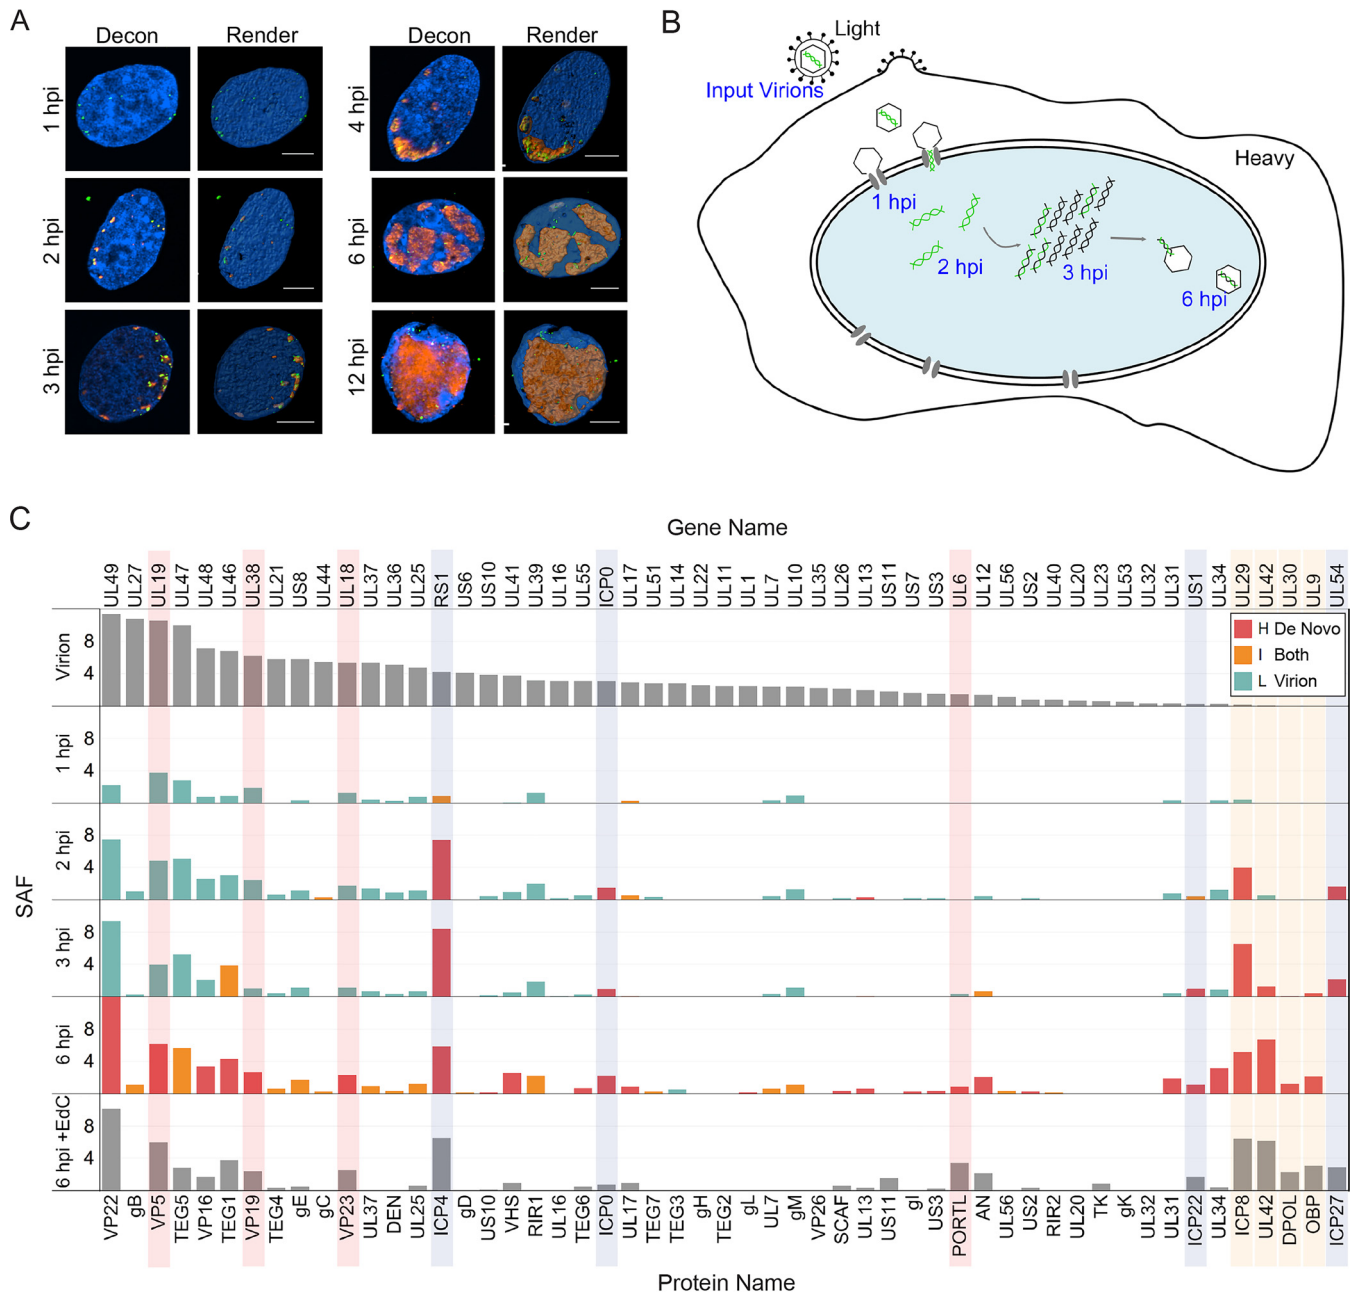 A
Decon Render Decon Render
1 hpi
4 hpi
2 hpi
6 hpi
3 hpi
12 hpi
B
Light
Input Virions
Heavy
1 hpi
2 hpi
3 hpi
6 hpi
C
Gene Name
UL49 UL27 UL19 UL47 UL48 UL46 UL38 UL21 US8 UL44 UL18 UL37 UL36 UL25 RS1 US6 US10 UL41 UL39 UL16 UL55 ICP0 UL17 UL51 UL14 UL22 UL11 UL1 UL7 UL10 UL35 UL26 UL13 US11 US7 US3 UL6 UL12 UL56 US2 UL40 UL20 UL23 UL53 UL32 UL31 US1 UL34 UL29 UL42 UL30 UL9 UL54
H De Novo
I Both
L Virion
SAF
Virion
8
4
1 hpi
8
4
2 hpi
8
4
3 hpi
8
4
6 hpi
8
4
6 hpi +EdC
8
4
VP22 gB VP5 TEG5 VP16 TEG1 VP19 TEG4 gE gC VP23 UL37 DEN UL25 ICP4 gD US10 VHS RIR1 UL16 TEG6 ICP0 UL17 TEG7 TEG3 gH TEG2 gL UL7 gM VP26 SCAF UL13 US11 gI US3 PORTL AN UL56 US2 RIR2 UL20 TK gK UL32 UL31 ICP22 UL34 ICP8 UL42 DPOL OBP ICP27
Protein Name